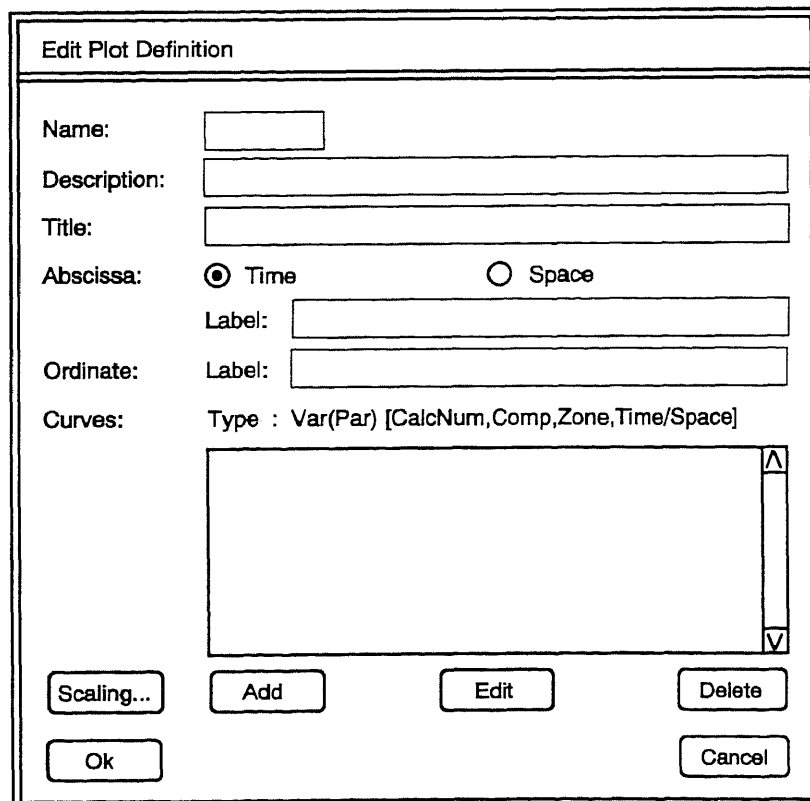 Edit Plot Definition
Name:
Description:
Title:
Abscissa: Time Space
Label:
Ordinate: Label:
Curves: Type : Var(Par) [CalcNum,Comp,Zone,Time/Space]
Scaling... Add Edit Delete
Ok Cancel